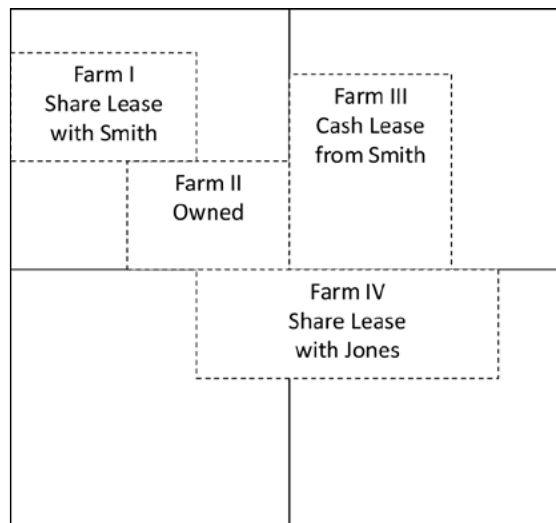 Farm I
Share Lease
with Smith
Farm II
Owned
Farm III
Cash Lease
from Smith
Farm IV
Share Lease
with Jones